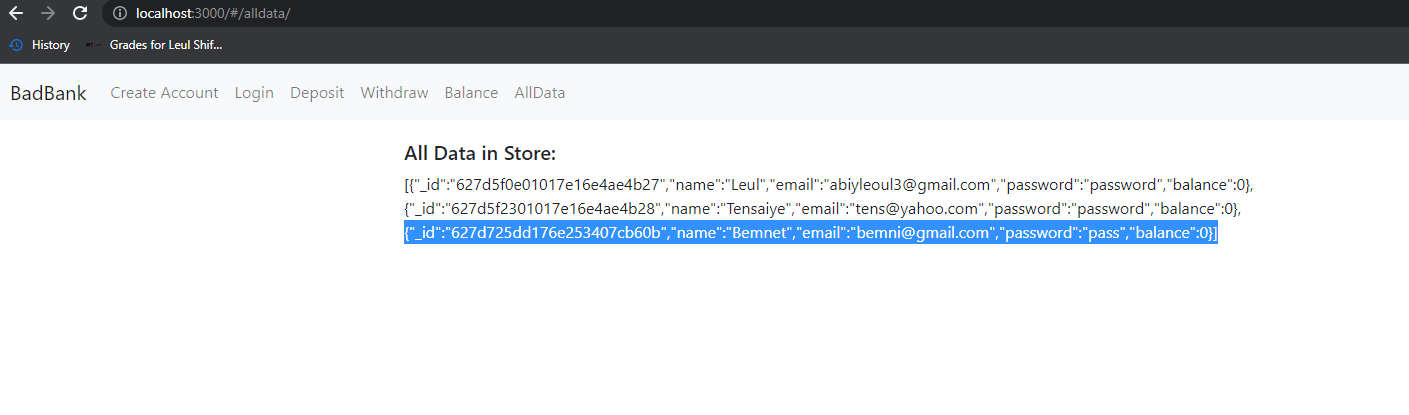 localhost:3000/#/alldata/
History Grades for Leul Shif...
BadBank Create Account Login Deposit Withdraw Balance AllData
All Data in Store:
[{"_id":"627d5f0e01017e16e4ae4b27","name":"Leul","email":"abiyleoul3@gmail.com","password":"password","balance":0},
{"_id":"627d5f2301017e16e4ae4b28","name":"Tensaiye","email":"tens@yahoo.com","password":"password","balance":0},
{"_id":"627d725dd176e253407cb60b","name":"Bemnet","email":"bemni@gmail.com","password":"pass","balance":0}]